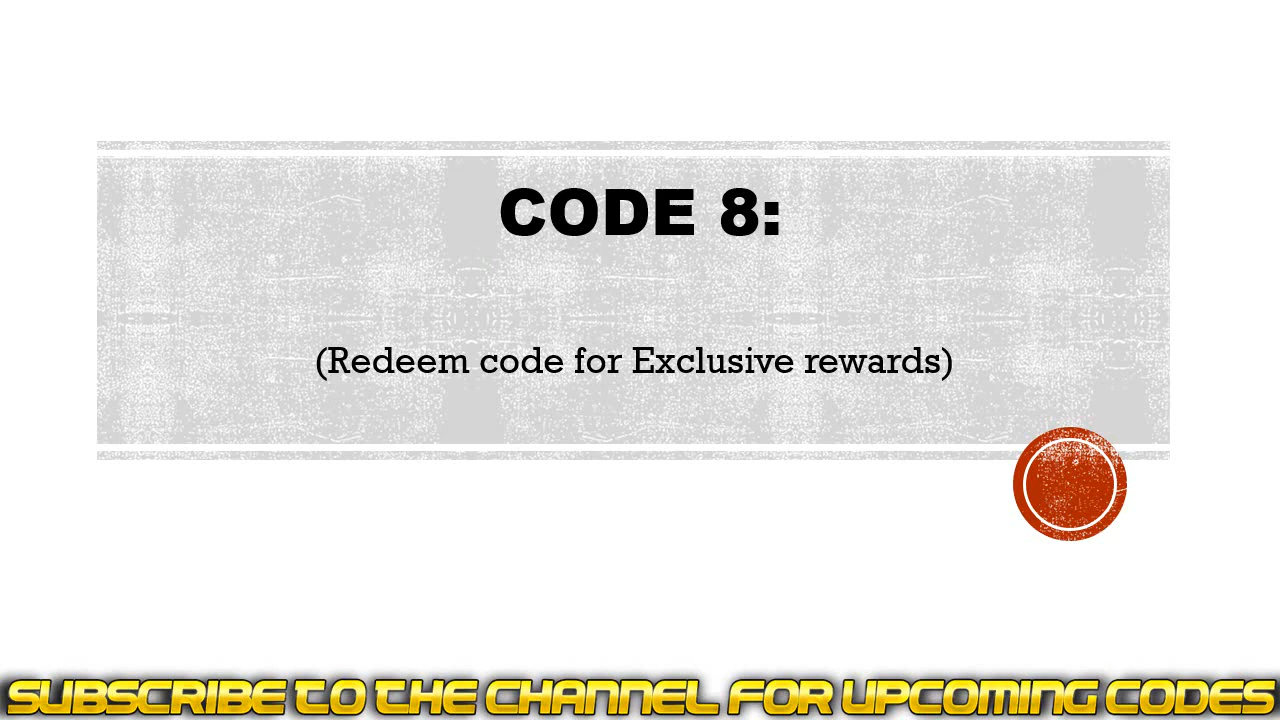 CODE 8:
(Redeem code for Exclusive rewards)
SUBSCRIBE TO THE CHANNEL FOR UPCOMING CODES